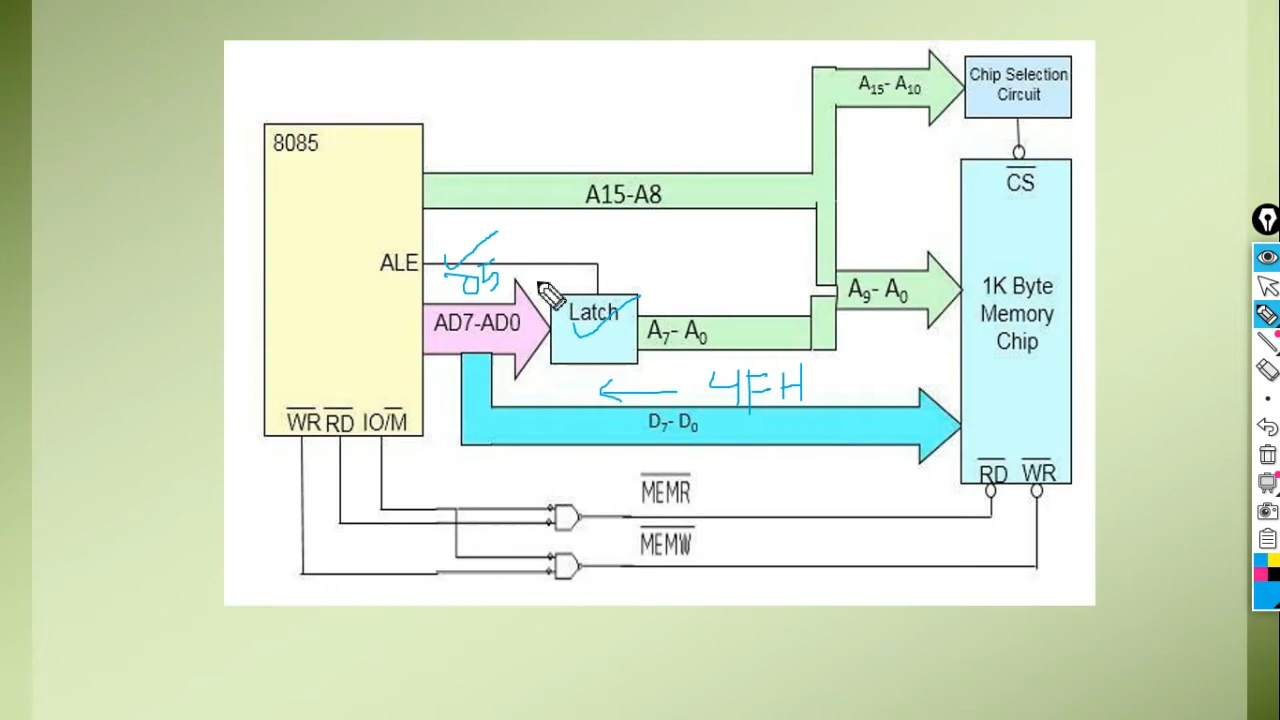 A15- A10
Chip Selection
Circuit
8085
CS
A15-A8
ALE
05
A9- A0
1K Byte
Memory
Chip
Latch
AD7-AD0
A7- A0
4FH
D7- D0
WR RD IO/M
RD WR
MEMR
MEMW